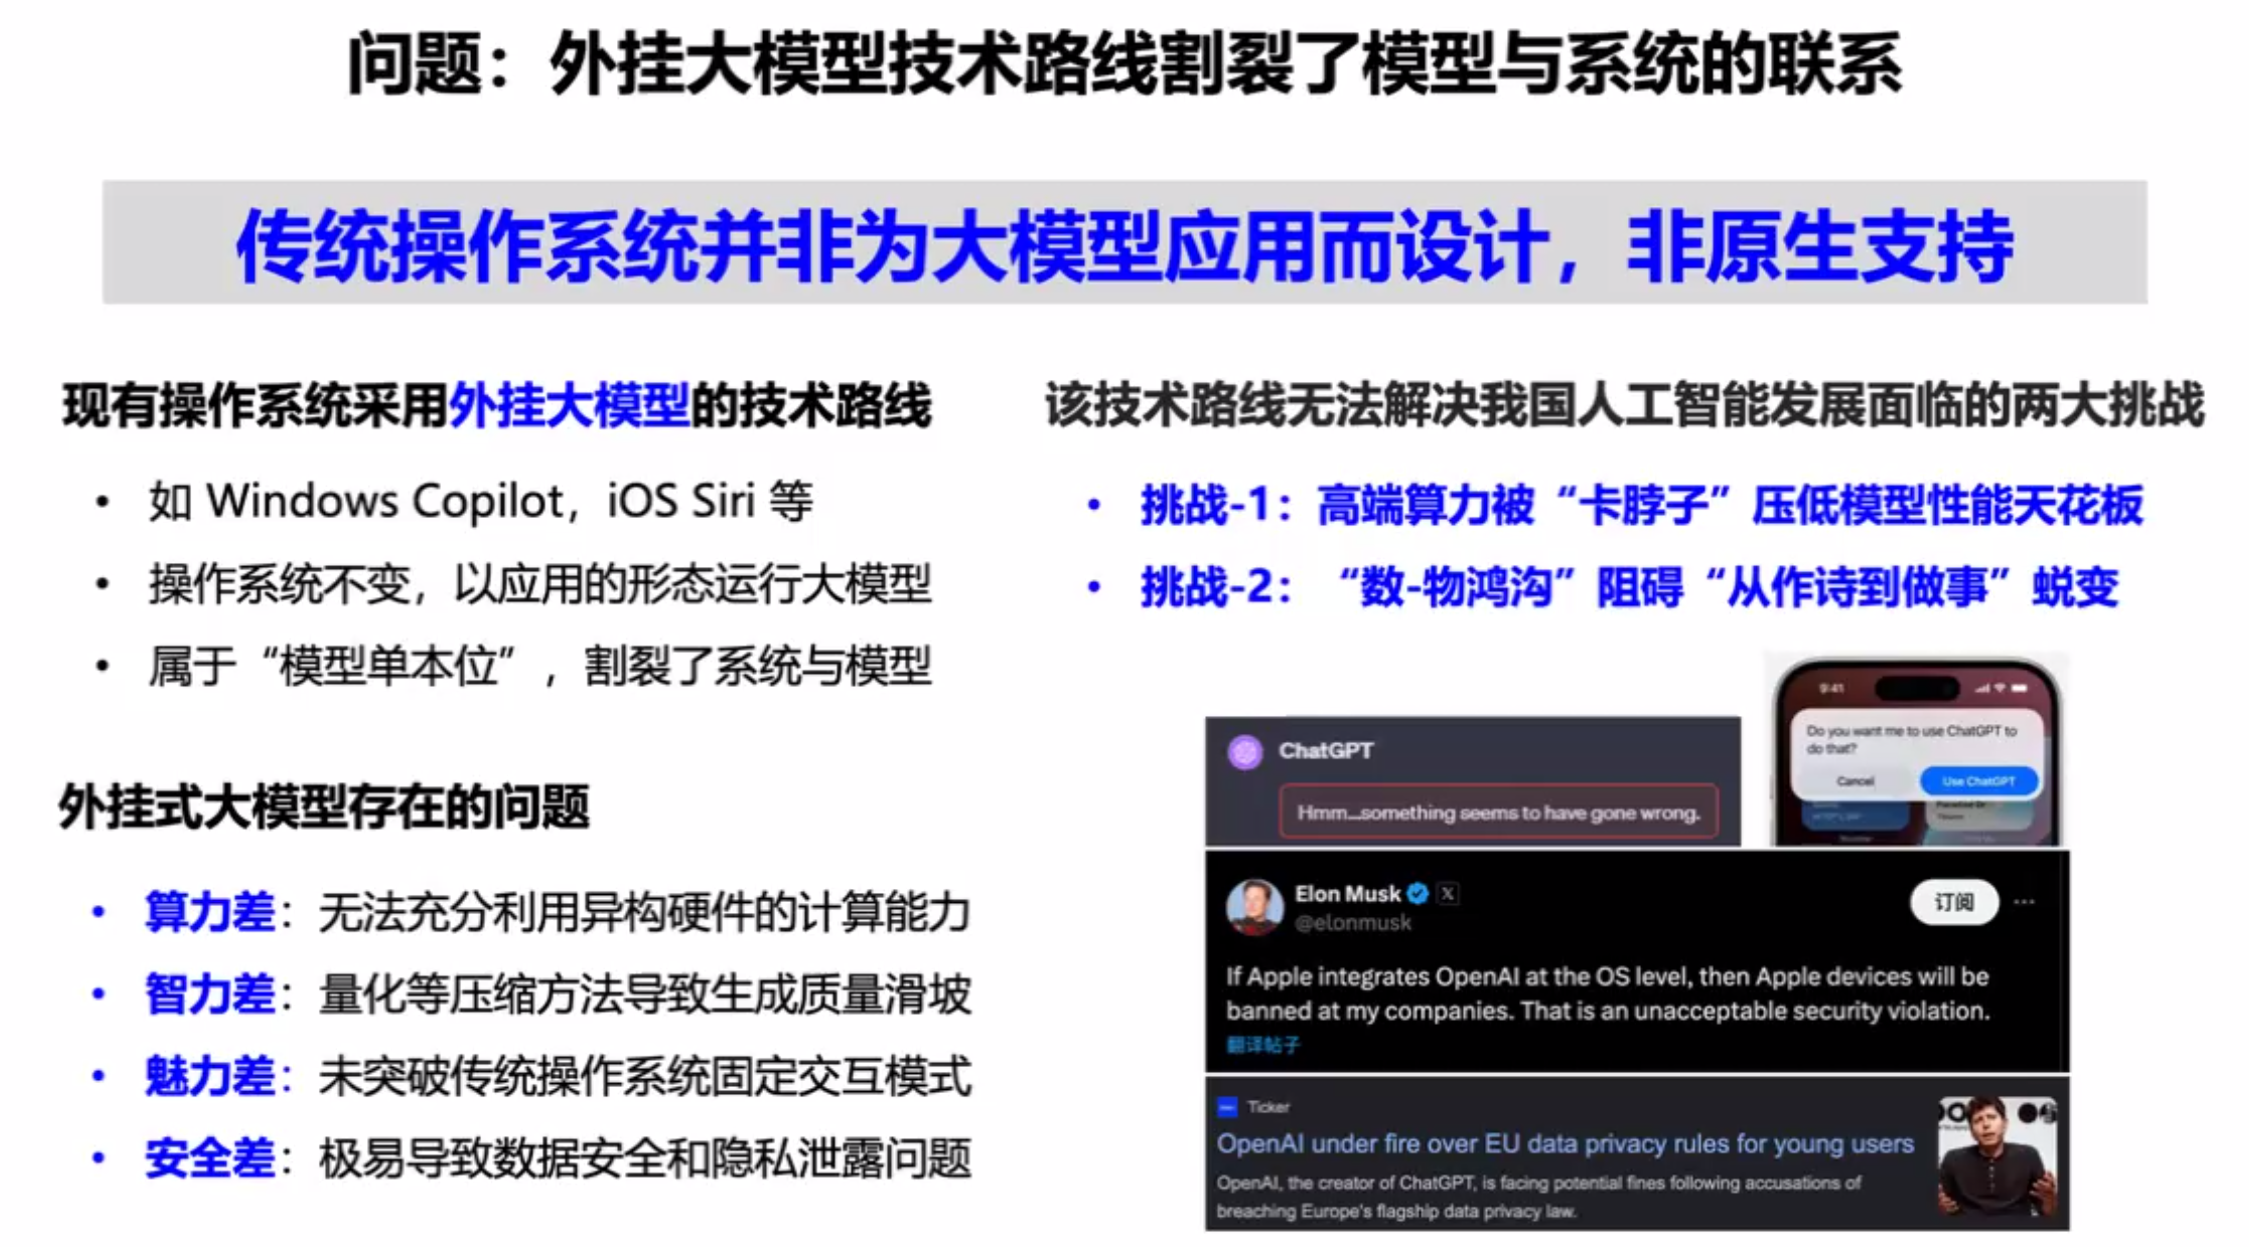 问题：外挂大模型技术路线割裂了模型与系统的联系
传统操作系统并非为大模型应用而设计，非原生支持
现有操作系统采用外挂大模型的技术路线
• 如 Windows Copilot，iOS Siri 等
• 操作系统不变，以应用的形态运行大模型
• 属于“模型单本位”，割裂了系统与模型
外挂式大模型存在的问题
• 算力差：无法充分利用异构硬件的计算能力
• 智力差：量化等压缩方法导致生成质量滑坡
• 魅力差：未突破传统操作系统固定交互模式
• 安全差：极易导致数据安全和隐私泄露问题
该技术路线无法解决我国人工智能发展面临的两大挑战
• 挑战-1：高端算力被“卡脖子”压低模型性能天花板
• 挑战-2：“数-物鸿沟”阻碍“从作诗到做事”蜕变
ChatGPT
Hmm...something seems to have gone wrong.
9:41
Do you want me to use ChatGPT to
do that?
Cancel
Use ChatGPT
Elon Musk
@elonmusk
订阅
If Apple integrates OpenAI at the OS level, then Apple devices will be
banned at my companies. That is an unacceptable security violation.
翻译帖子
Ticker
OpenAI under fire over EU data privacy rules for young users
OpenAI, the creator of ChatGPT, is facing potential fines following accusations of
breaching Europe's flagship data privacy law.